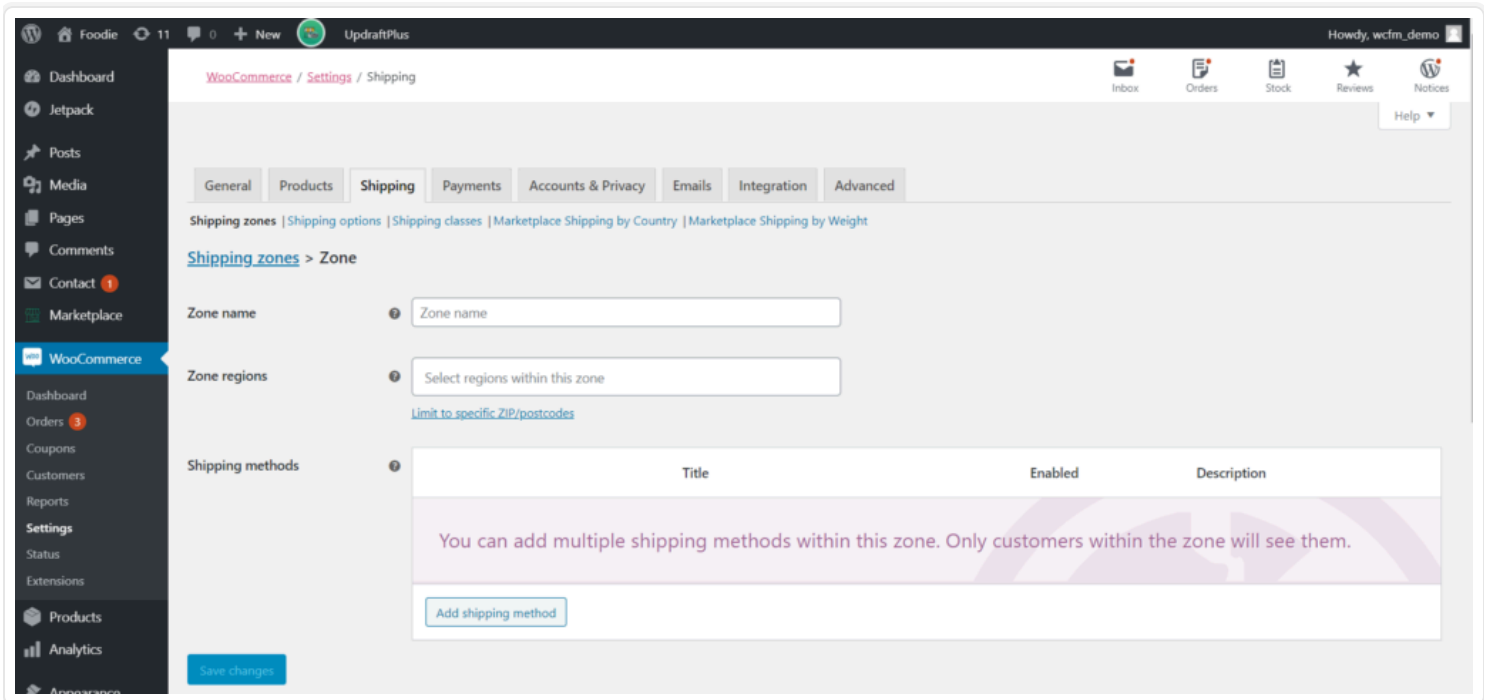 Foodie 11 0 + New UpdraftPlus Howdy, wcfm_demo
Dashboard
Jetpack
Posts
Media
Pages
Comments
Contact 1
Marketplace
WOO WooCommerce
Dashboard
Orders 3
Coupons
Customers
Reports
Settings
Status
Extensions
Products
Analytics
Appearance
WooCommerce / Settings / Shipping
Inbox Orders Stock Reviews Notices
Help ▼
General Products Shipping Payments Accounts & Privacy Emails Integration Advanced
Shipping zones | Shipping options | Shipping classes | Marketplace Shipping by Country | Marketplace Shipping by Weight
Shipping zones > Zone
Zone name ? Zone name
Zone regions ? Select regions within this zone
Limit to specific ZIP/postcodes
Shipping methods ? Title Enabled Description
You can add multiple shipping methods within this zone. Only customers within the zone will see them.
Add shipping method
Save changes